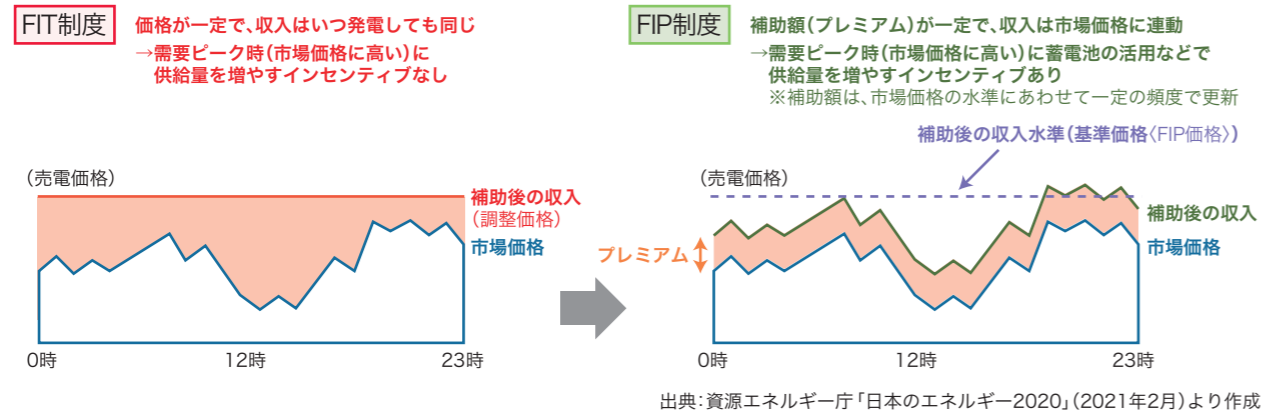 FIT制度
価格が一定で、収入はいつ発電しても同じ
→需要ピーク時(市場価格に高い)に
供給量を増やすインセンティブなし
(売電価格)
補助後の収入
(調整価格)
市場価格
0時
12時
23時
FIP制度
補助額(プレミアム)が一定で、収入は市場価格に連動
→需要ピーク時(市場価格に高い)に蓄電池の活用などで
供給量を増やすインセンティブあり
※補助額は、市場価格の水準にあわせて一定の頻度で更新
補助後の収入水準(基準価格〈FIP価格〉)
(売電価格)
プレミアム
補助後の収入
市場価格
0時
12時
23時
出典:資源エネルギー庁「日本のエネルギー2020」(2021年2月)より作成